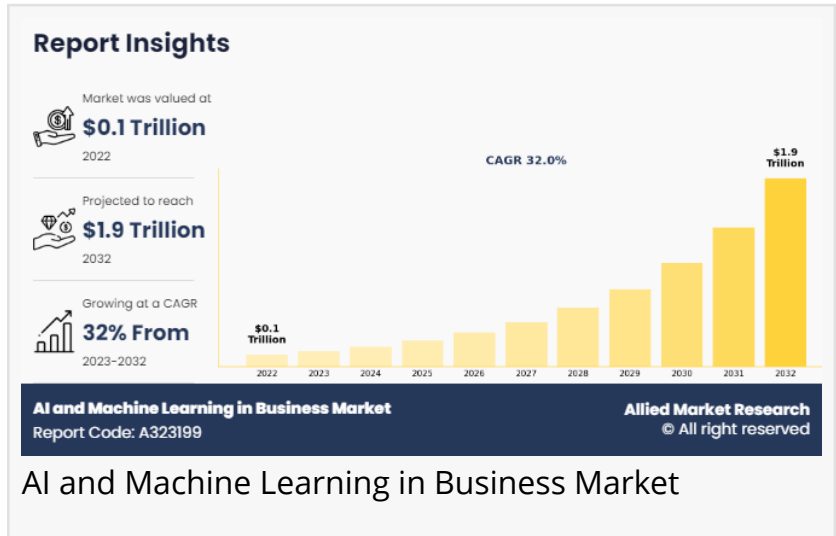 Report Insights
Market was valued at
$0.1 Trillion
2022
Projected to reach
$1.9 Trillion
2032
Growing at a CAGR
32% From
2023-2032
CAGR 32.0%
$1.9
Trillion
$0.1
Trillion
2022 2023 2024 2025 2026 2027 2028 2029 2030 2031 2032
AI and Machine Learning in Business Market
Report Code: A323199
Allied Market Research
© All right reserved
AI and Machine Learning in Business Market